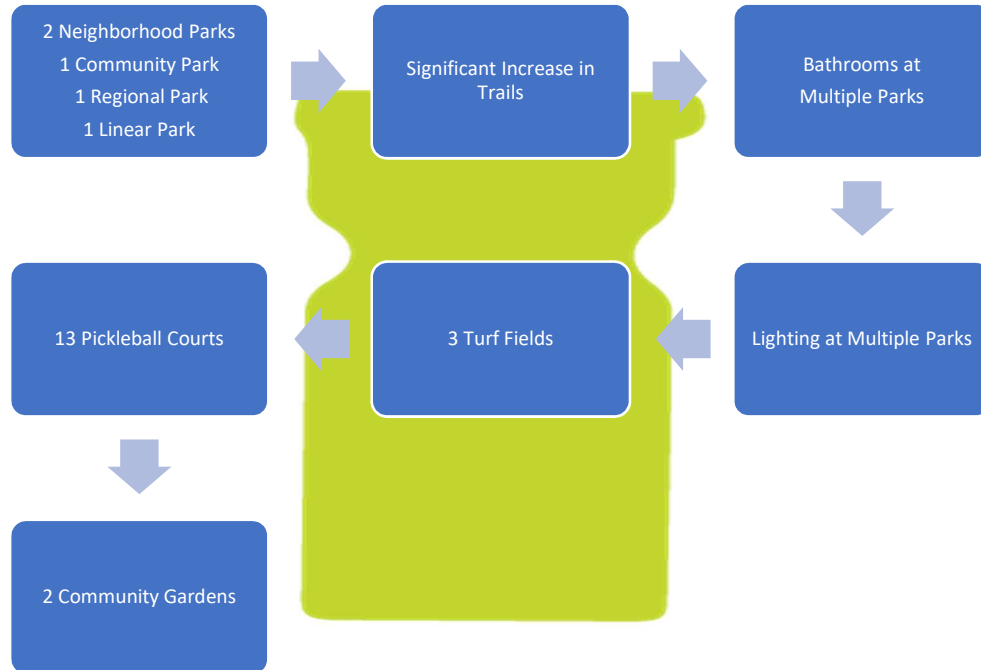 2 Neighborhood Parks
1 Community Park
1 Regional Park
1 Linear Park
Significant Increase in
Trails
Bathrooms at
Multiple Parks
Lighting at Multiple Parks
3 Turf Fields
13 Pickleball Courts
2 Community Gardens